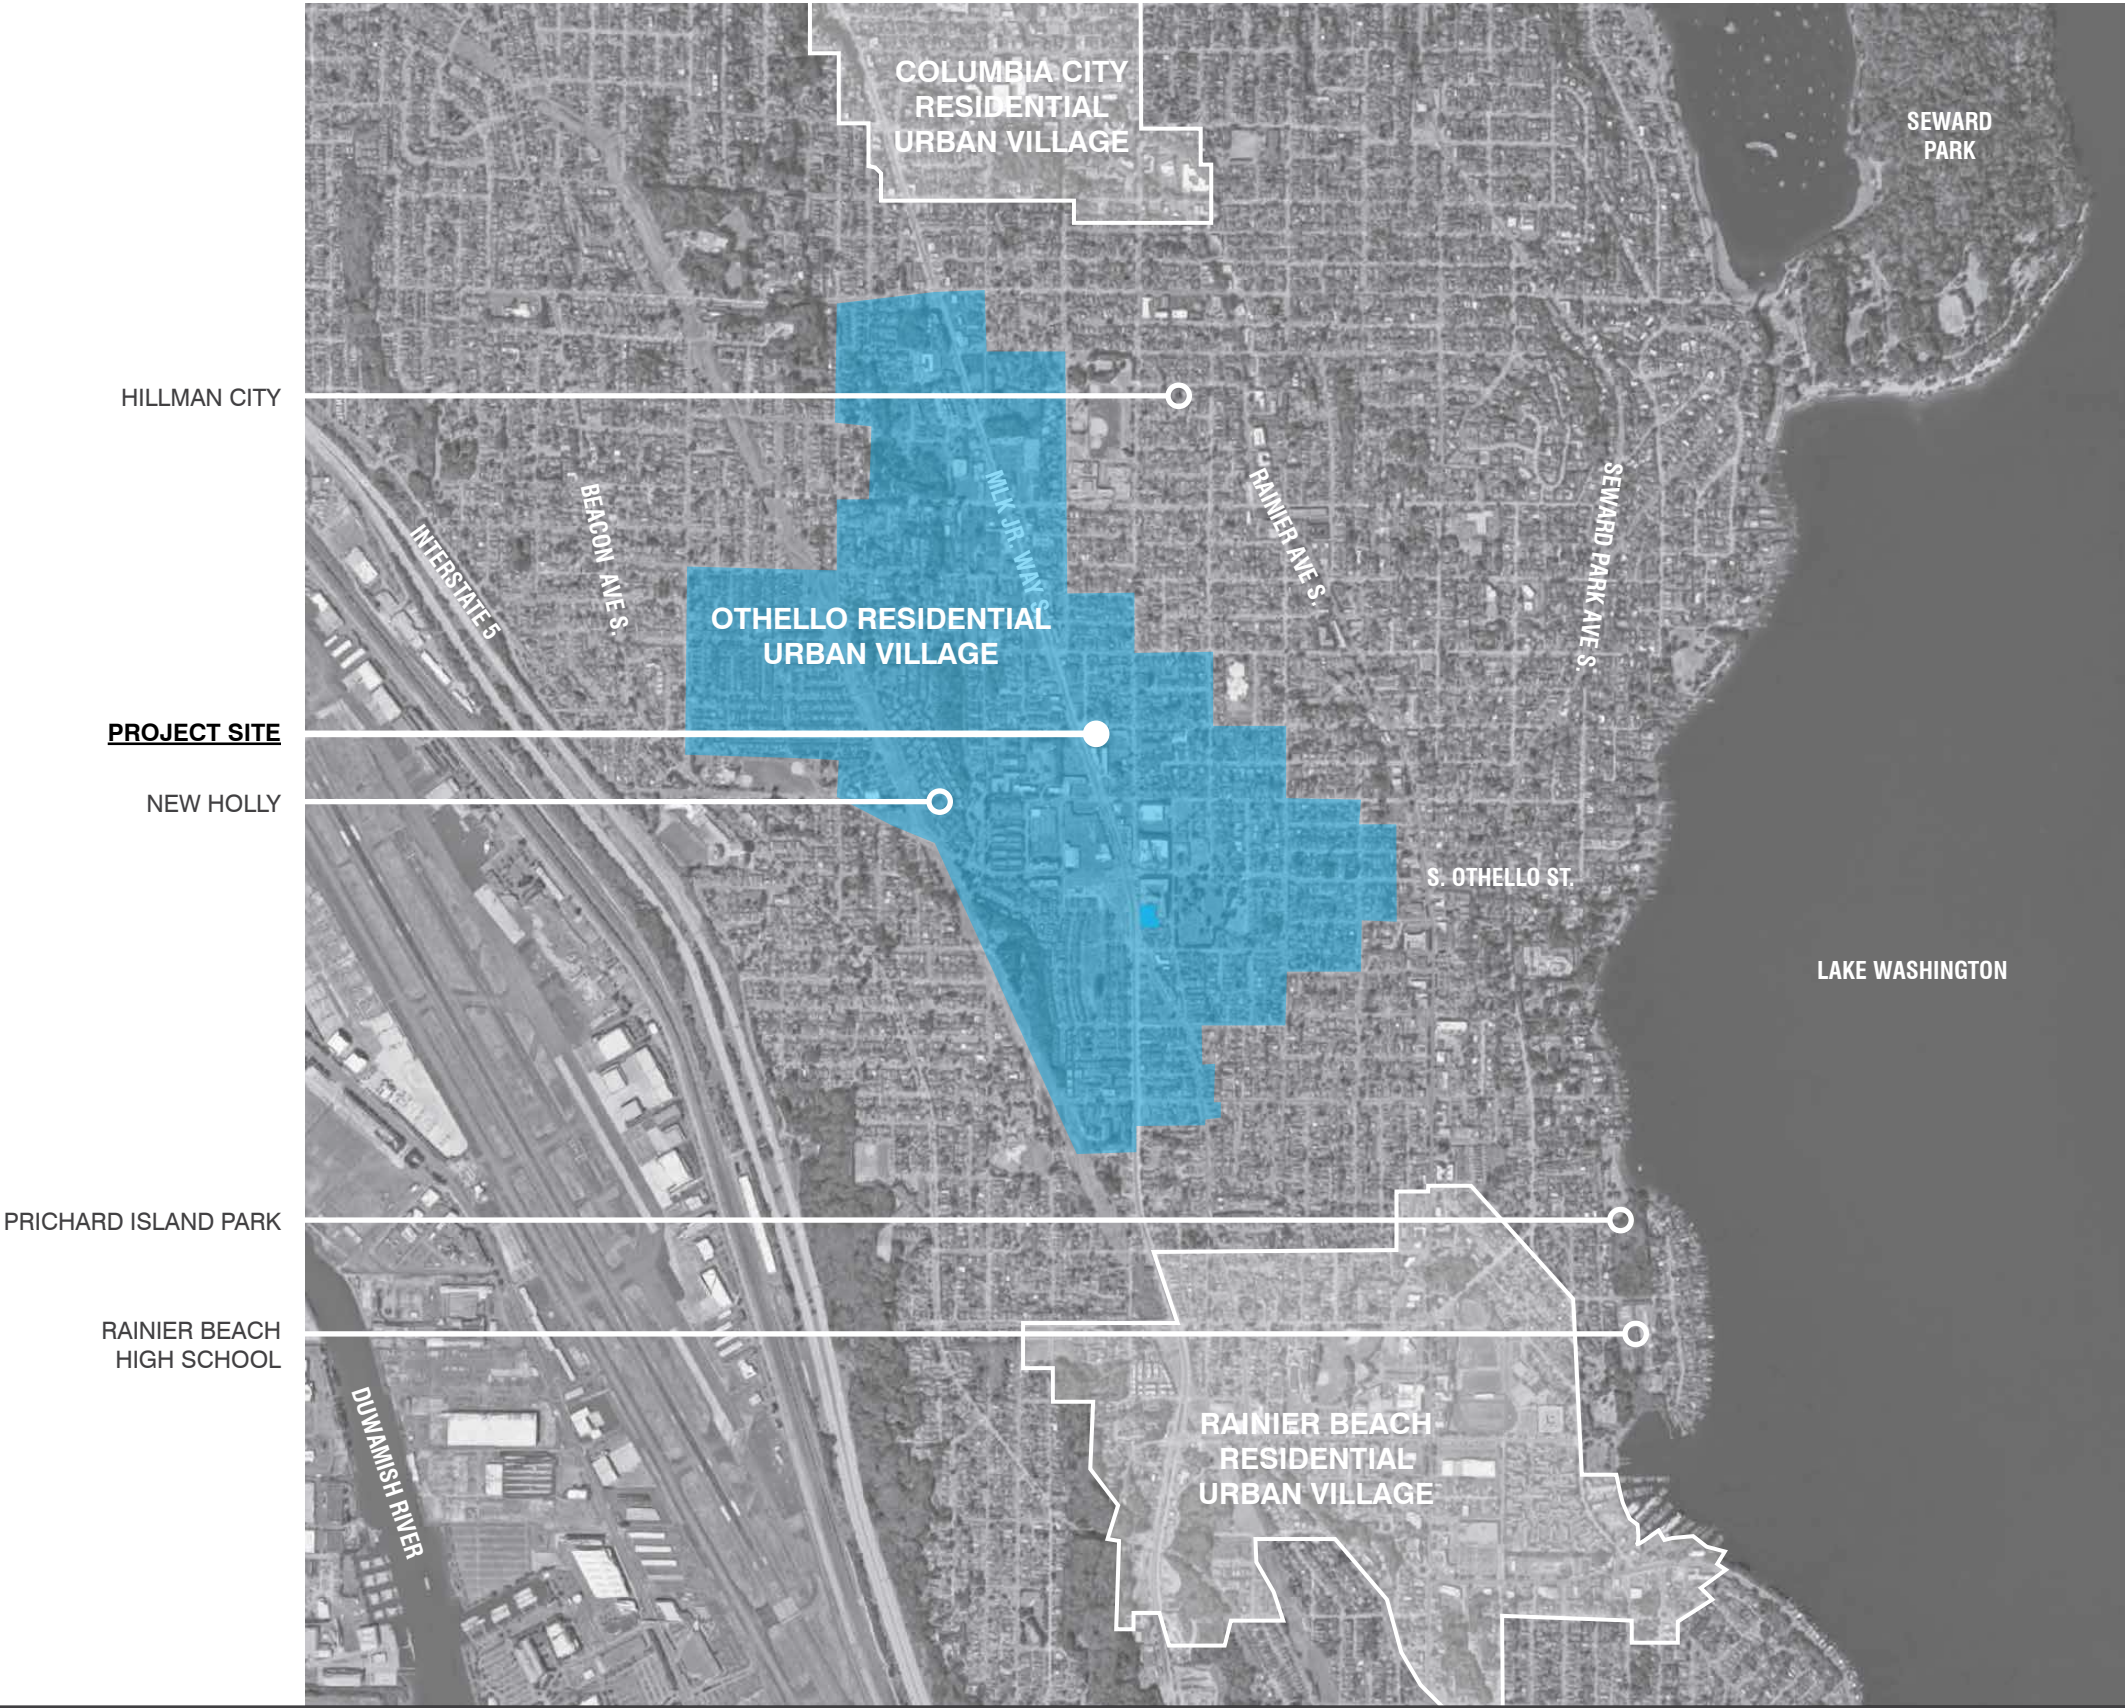 COLUMBIA CITY
RESIDENTIAL
URBAN VILLAGE
SEWARD
PARK
HILLMAN CITY
INTERSTATE 5
BEACON AVE S.
MLK JR. WAY S.
RAINIER AVE S.
SEWARD PARK AVE S.
OTHELLO RESIDENTIAL
URBAN VILLAGE
PROJECT SITE
NEW HOLLY
S. OTHELLO ST.
LAKE WASHINGTON
PRICHARD ISLAND PARK
RAINIER BEACH
HIGH SCHOOL
DUWAMISH RIVER
RAINIER BEACH
RESIDENTIAL
URBAN VILLAGE